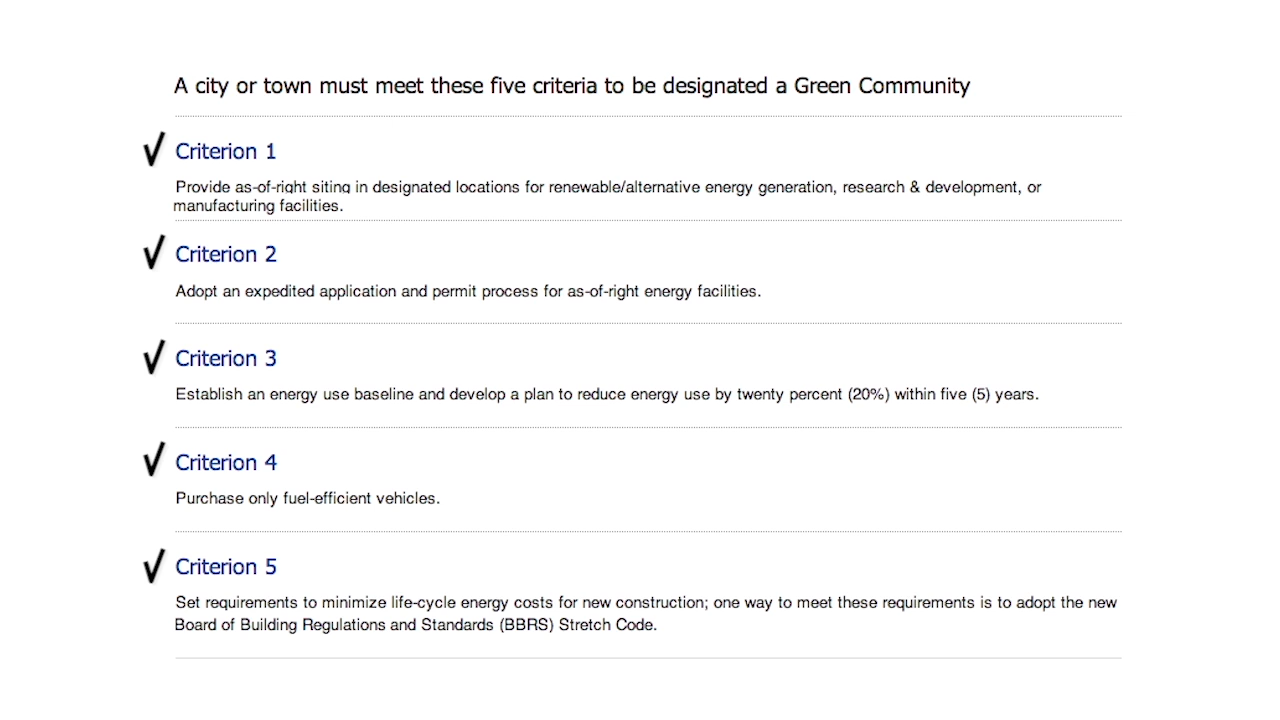 A city or town must meet these five criteria to be designated a Green Community
√ Criterion 1
Provide as-of-right siting in designated locations for renewable/alternative energy generation, research & development, or
manufacturing facilities.
√ Criterion 2
Adopt an expedited application and permit process for as-of-right energy facilities.
√ Criterion 3
Establish an energy use baseline and develop a plan to reduce energy use by twenty percent (20%) within five (5) years.
√ Criterion 4
Purchase only fuel-efficient vehicles.
√ Criterion 5
Set requirements to minimize life-cycle energy costs for new construction; one way to meet these requirements is to adopt the new
Board of Building Regulations and Standards (BBRS) Stretch Code.